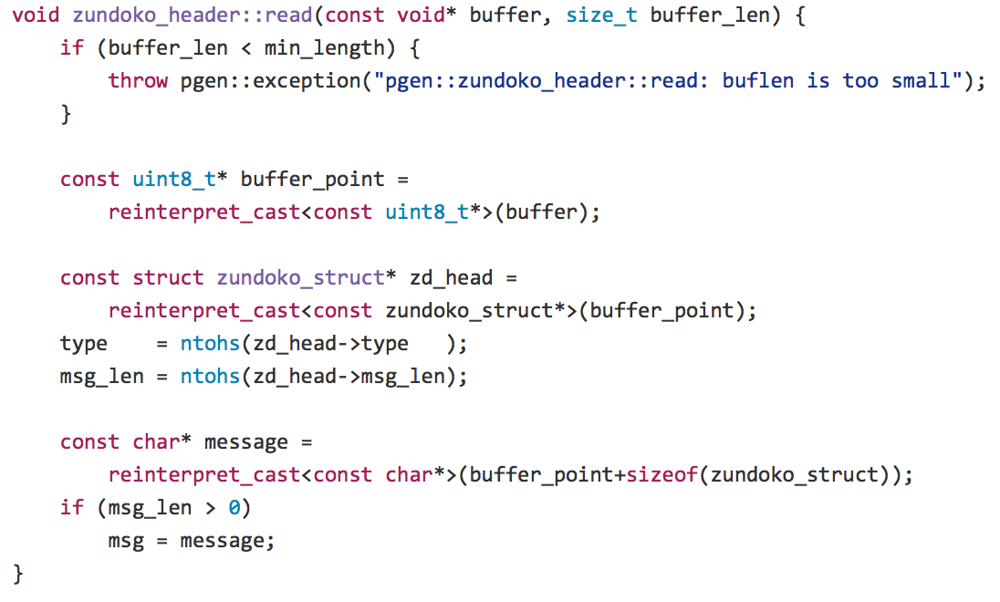 void zundoko_header::read(const void* buffer, size_t buffer_len) {
    if (buffer_len < min_length) {
        throw pgen::exception("pgen::zundoko_header::read: buflen is too small");
    }

    const uint8_t* buffer_point =
        reinterpret_cast<const uint8_t*>(buffer);

    const struct zundoko_struct* zd_head =
        reinterpret_cast<const zundoko_struct*>(buffer_point);
    type    = ntohs(zd_head->type   );
    msg_len = ntohs(zd_head->msg_len);

    const char* message =
        reinterpret_cast<const char*>(buffer_point+sizeof(zundoko_struct));
    if (msg_len > 0)
        msg = message;
}